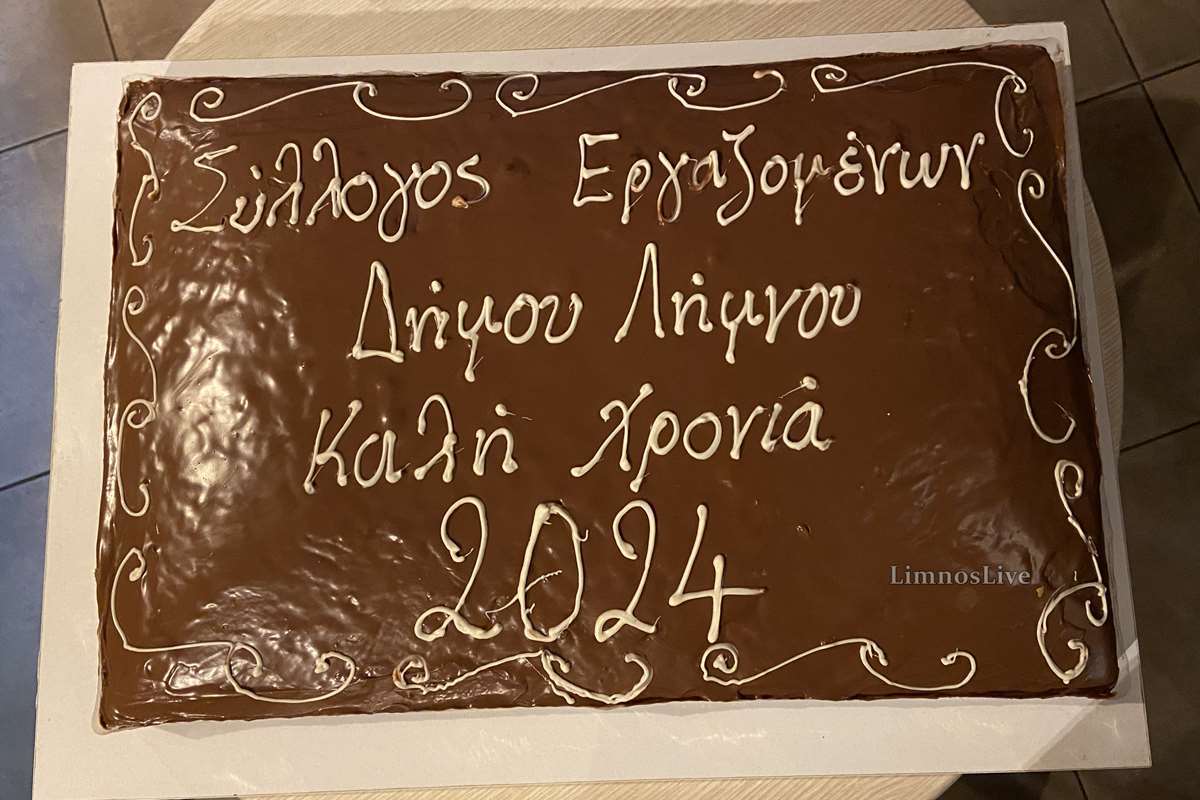 Σύλλογος Εργαζομένων
Δήμου Λήμνου
Καλή Χρονιά
2024
LimnosLive